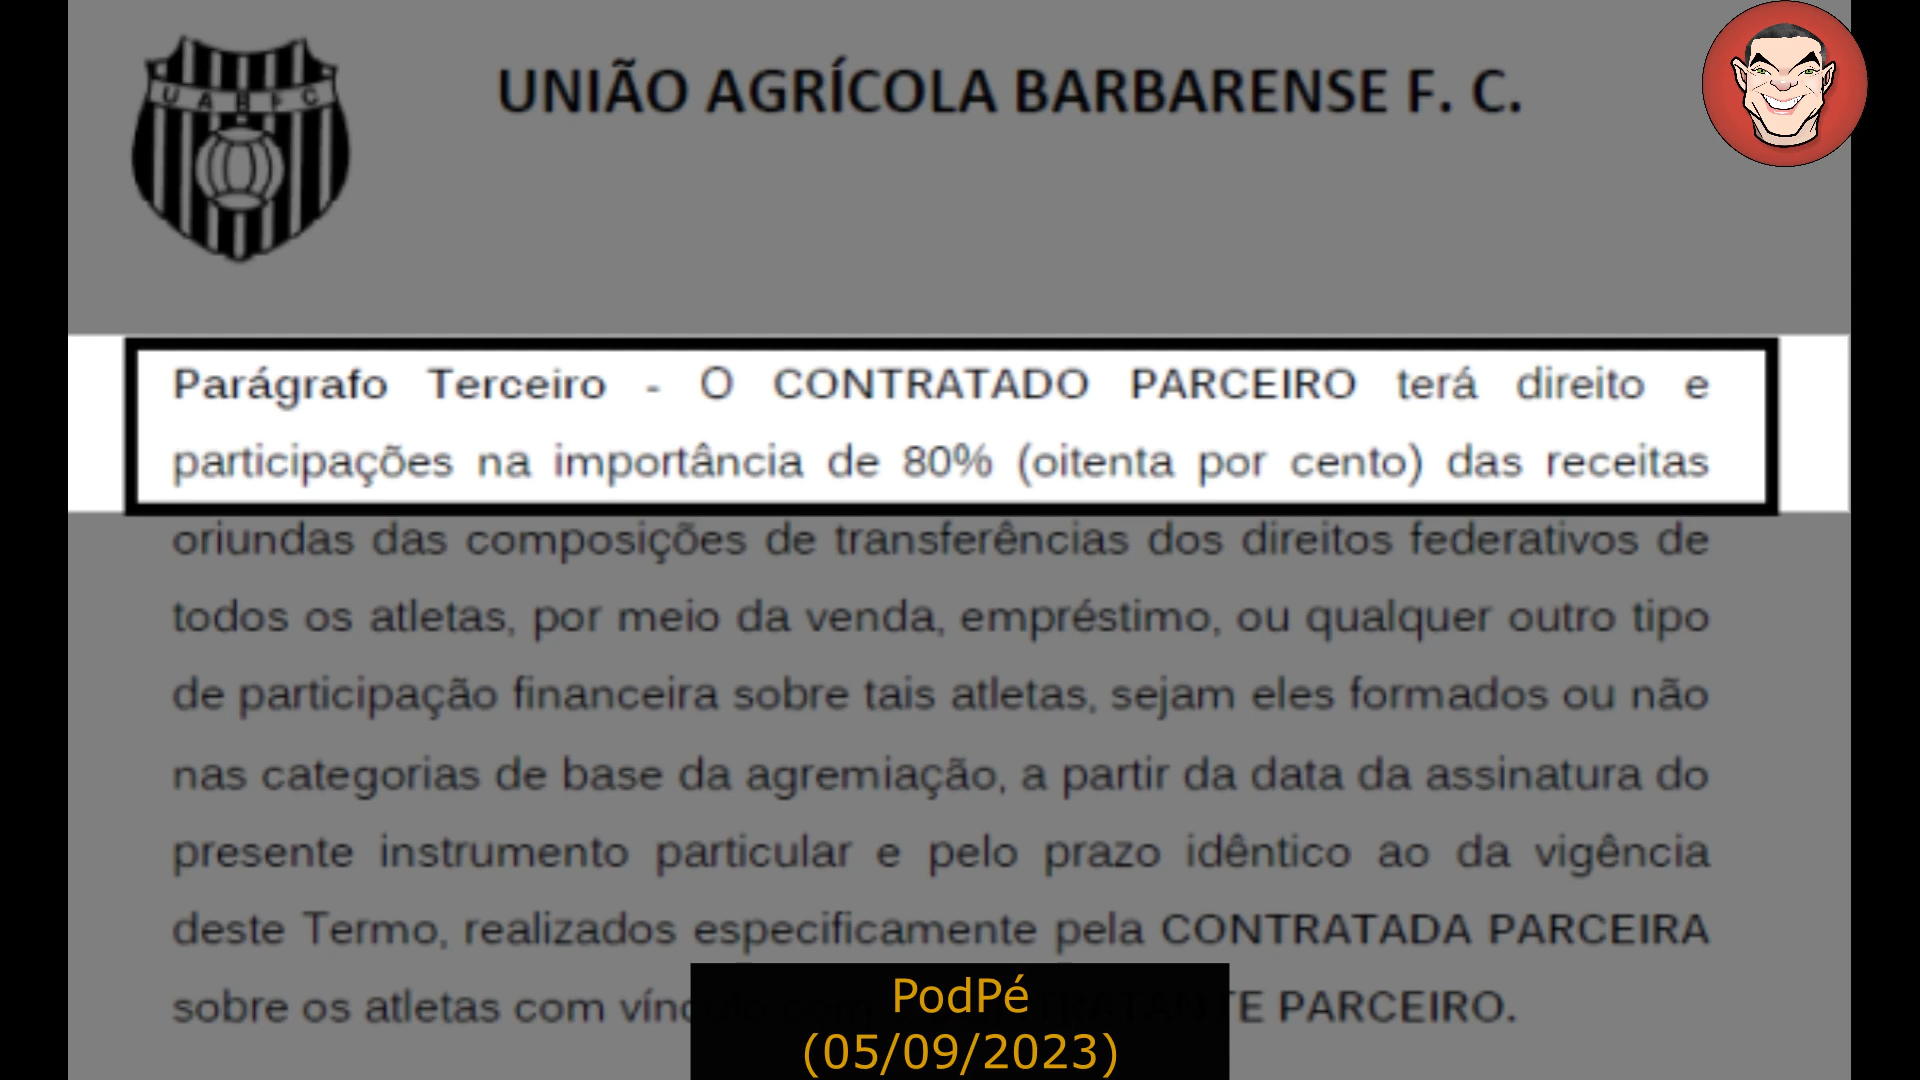 U A B F C
UNIÃO AGRÍCOLA BARBARENSE F. C.
Parágrafo Terceiro - O CONTRATADO PARCEIRO terá direito e
participações na importância de 80% (oitenta por cento) das receitas
oriundas das composições de transferências dos direitos federativos de
todos os atletas, por meio da venda, empréstimo, ou qualquer outro tipo
de participação financeira sobre tais atletas, sejam eles formados ou não
nas categorias de base da agremiação, a partir da data da assinatura do
presente instrumento particular e pelo prazo idêntico ao da vigência
deste Termo, realizados especificamente pela CONTRATADA PARCEIRA
sobre os atletas com PARCEIRO.
PodPé
(05/09/2023)